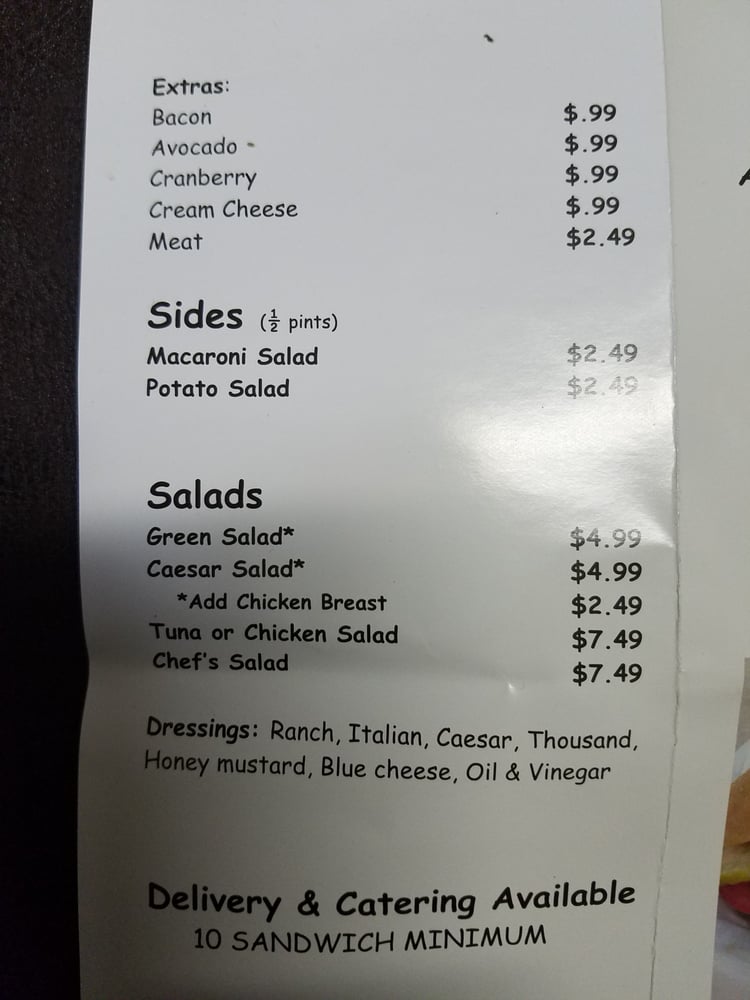 Extras:
Bacon $.99
Avocado $.99
Cranberry $.99
Cream Cheese $.99
Meat $2.49
Sides (½ pints)
Macaroni Salad $2.49
Potato Salad $2.49
Salads
Green Salad* $4.99
Caesar Salad* $4.99
*Add Chicken Breast $2.49
Tuna or Chicken Salad $7.49
Chef's Salad $7.49
Dressings: Ranch, Italian, Caesar, Thousand,
Honey mustard, Blue cheese, Oil & Vinegar
Delivery & Catering Available
10 SANDWICH MINIMUM